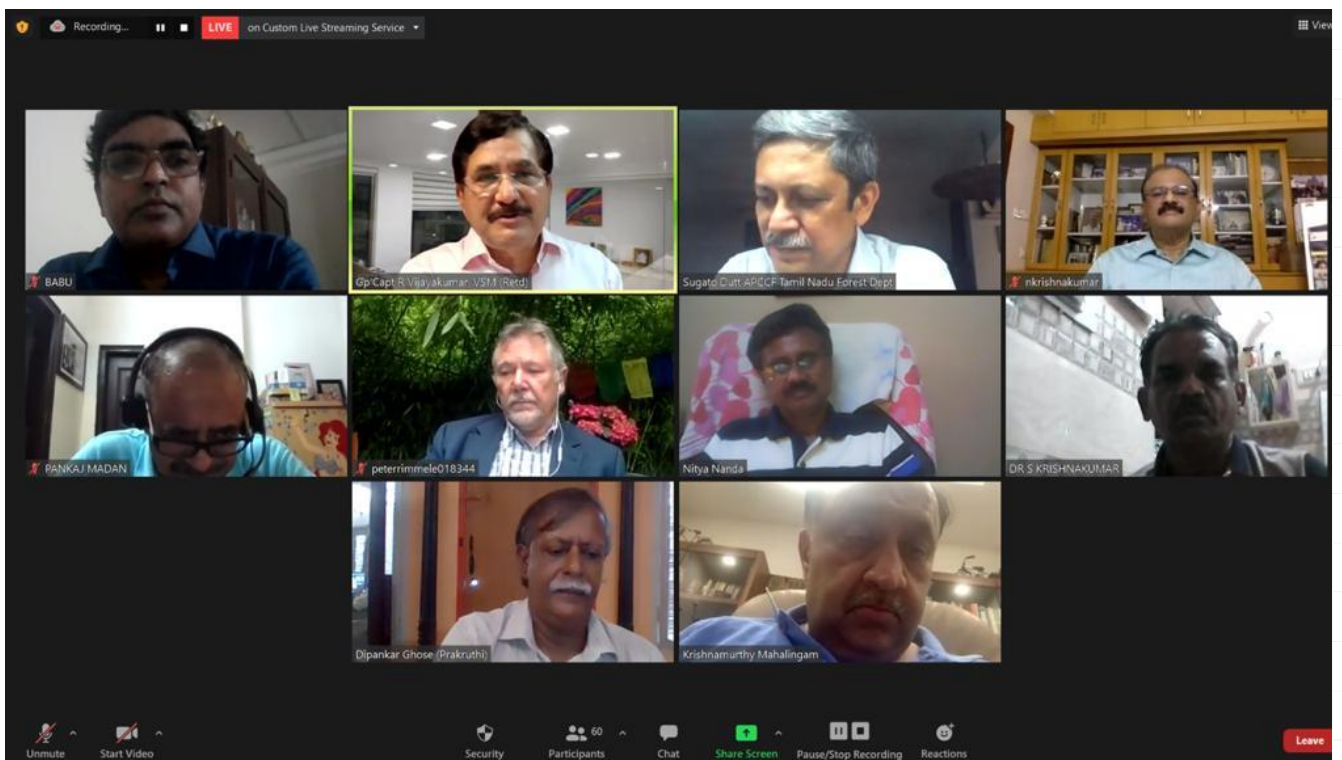 Recording...
LIVE on Custom Live Streaming Service
View
BABU
Gp Capt R Vijayakumar VSM (Retd)
Sugato Dutt APCCF Tamil Nadu Forest Dept
nkrishnakumar
PANKAJ MADAN
peterrimmele018344
Nitya Nanda
DR S KRISHNAKUMAR
Dipankar Ghose (Prakruthi)
Krishnamurthy Mahalingam
60
Unmute
Start Video
Security
Participants
Chat
Share Screen
Pause/Stop Recording
Reactions
Leave